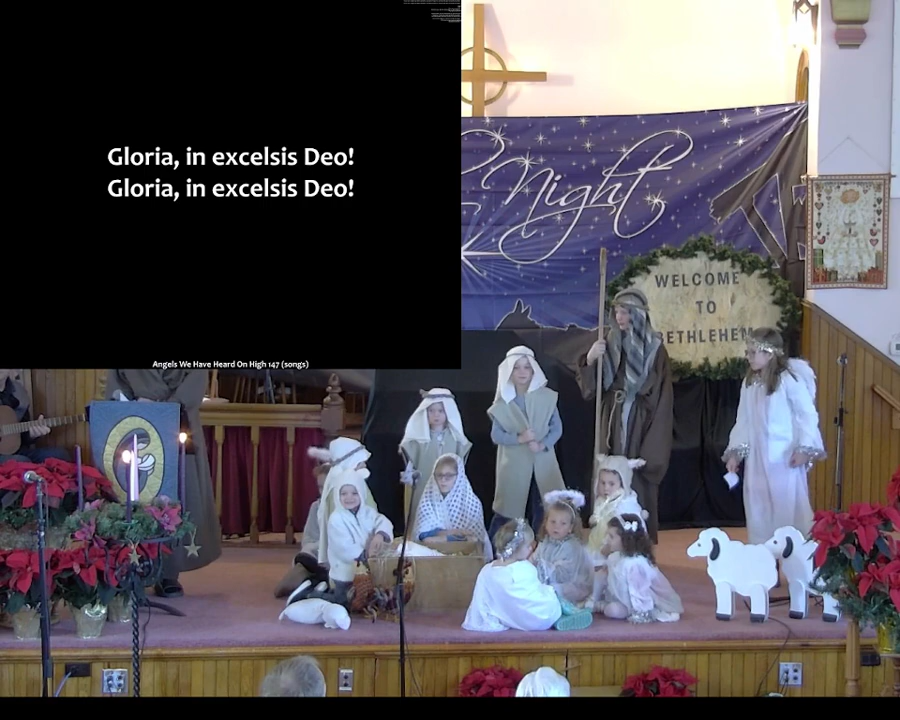 Gloria, in excelsis Deo!
Gloria, in excelsis Deo!
Angels We Have Heard On High 147 (songs)
Night
WELCOME
TO
BETHLEHEM